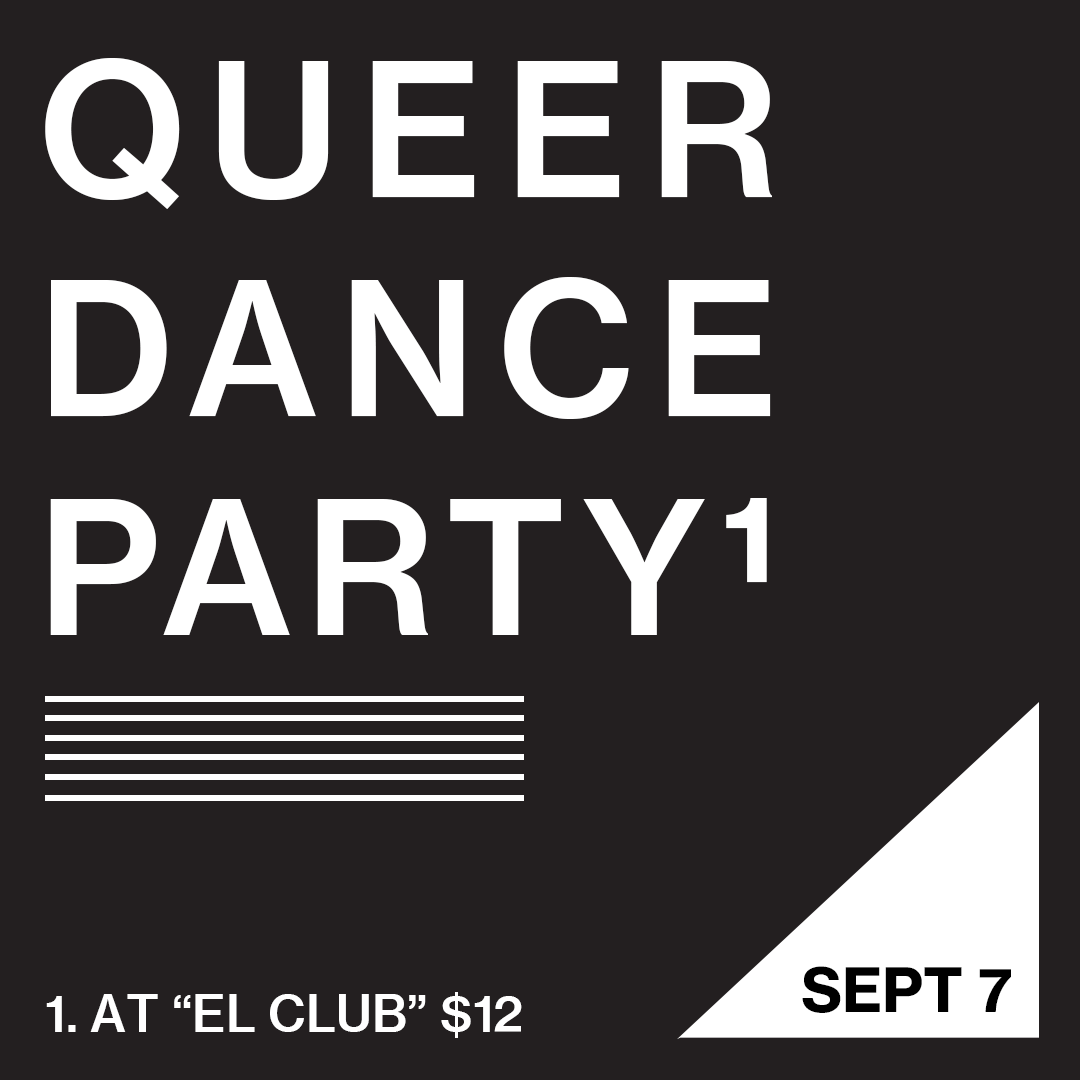 QUEER
DANCE
PARTY¹
1. AT “EL CLUB” $12
SEPT 7